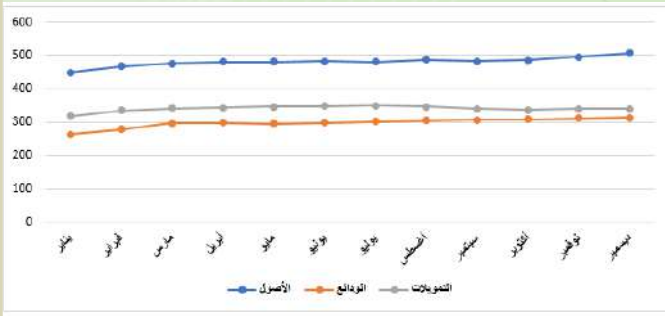 600
500
400
300
200
100
0
يناير
فبراير
مارس
أبريل
مايو
يونيو
يوليو
أغسطس
سبتمبر
أكتوبر
نوفمبر
ديسمبر
الأصول
الودائع
التمويلات